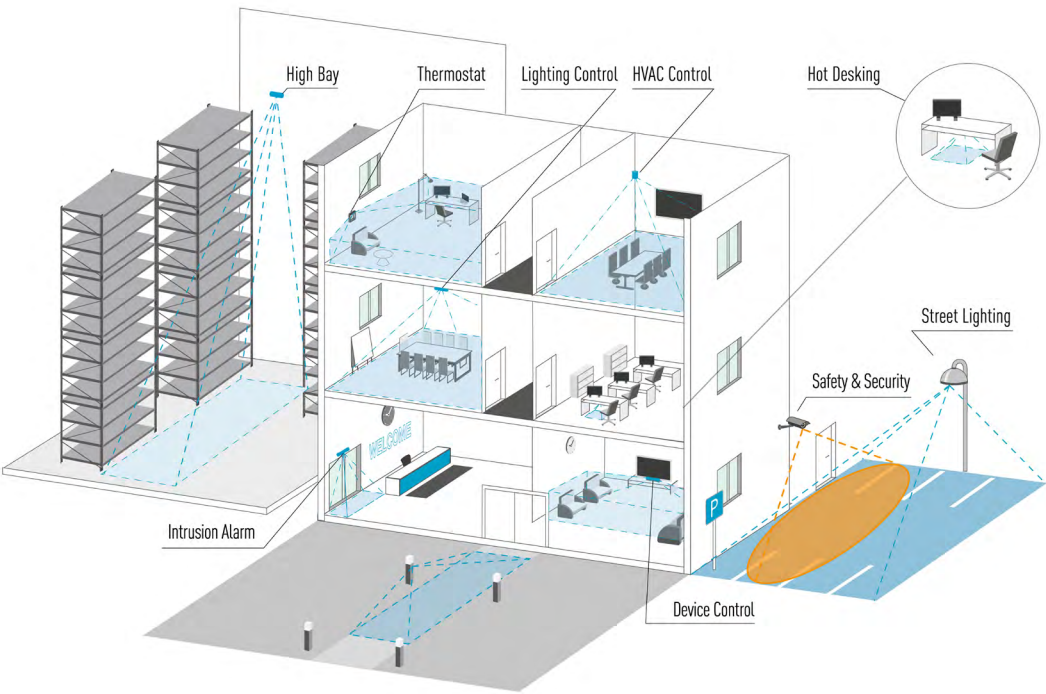 High Bay
Thermostat
Lighting Control
HVAC Control
Hot Desking
Street Lighting
Safety & Security
WELCOME
P
Intrusion Alarm
Device Control